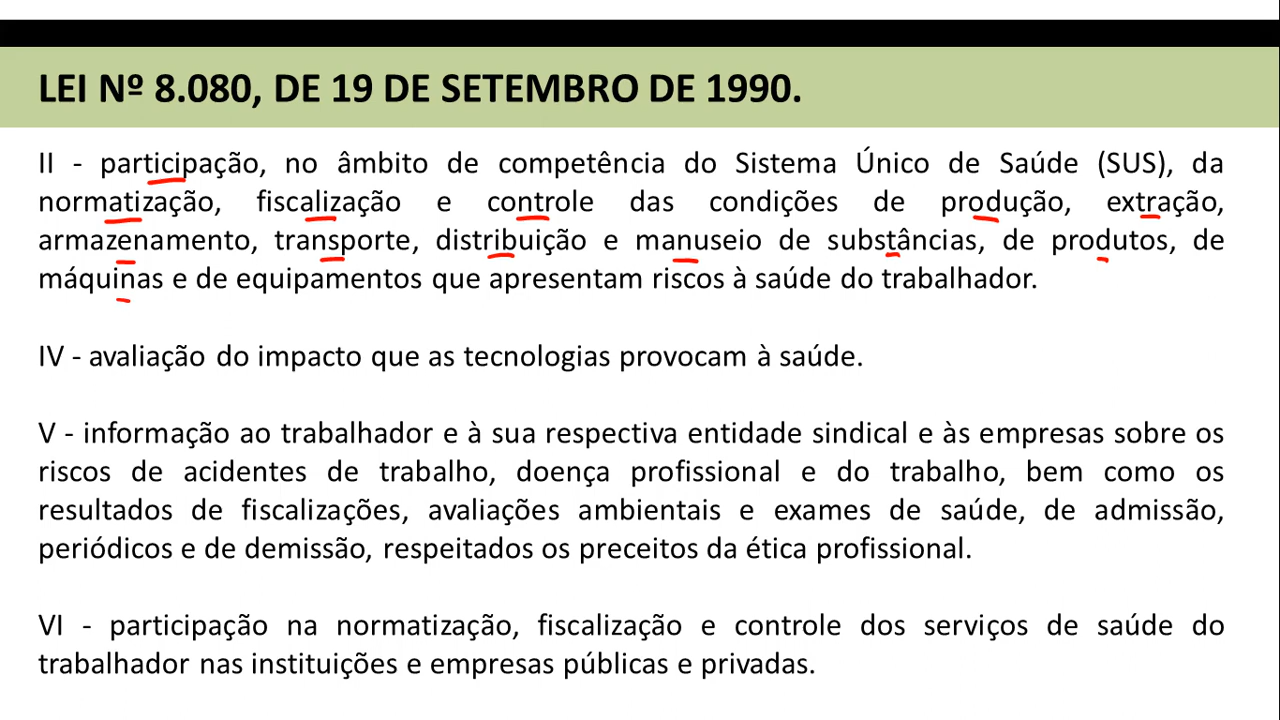 LEI Nº 8.080, DE 19 DE SETEMBRO DE 1990.
II - participação, no âmbito de competência do Sistema Único de Saúde (SUS), da
normatização, fiscalização e controle das condições de produção, extração,
armazenamento, transporte, distribuição e manuseio de substâncias, de produtos, de
máquinas e de equipamentos que apresentam riscos à saúde do trabalhador.
IV - avaliação do impacto que as tecnologias provocam à saúde.
V - informação ao trabalhador e à sua respectiva entidade sindical e às empresas sobre os
riscos de acidentes de trabalho, doença profissional e do trabalho, bem como os
resultados de fiscalizações, avaliações ambientais e exames de saúde, de admissão,
periódicos e de demissão, respeitados os preceitos da ética profissional.
VI - participação na normatização, fiscalização e controle dos serviços de saúde do
trabalhador nas instituições e empresas públicas e privadas.